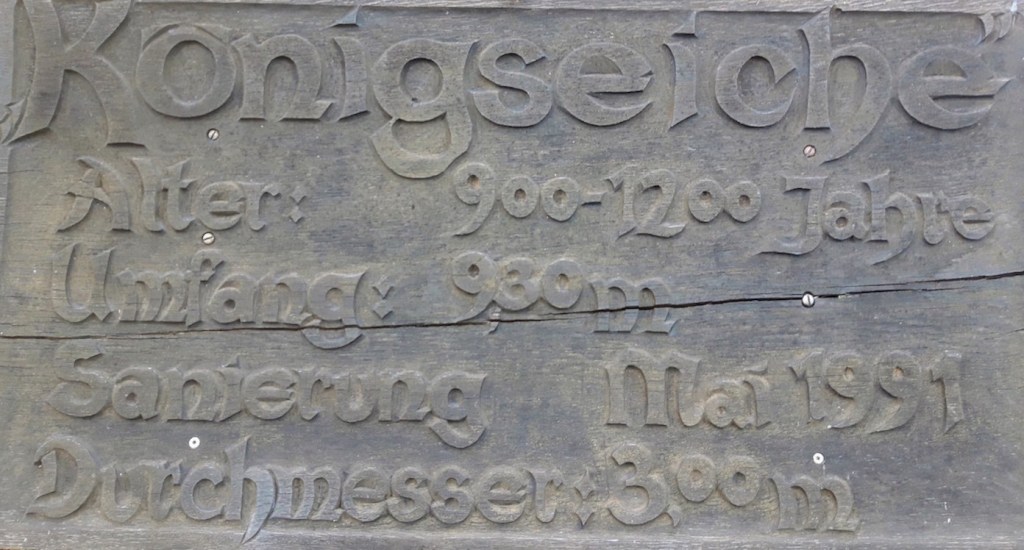 „Königseiche"
Alter: 900-1200 Jahre
Umfang: 9,30 m
Sanierung Mai 1991
Durchmesser: 3,00 m